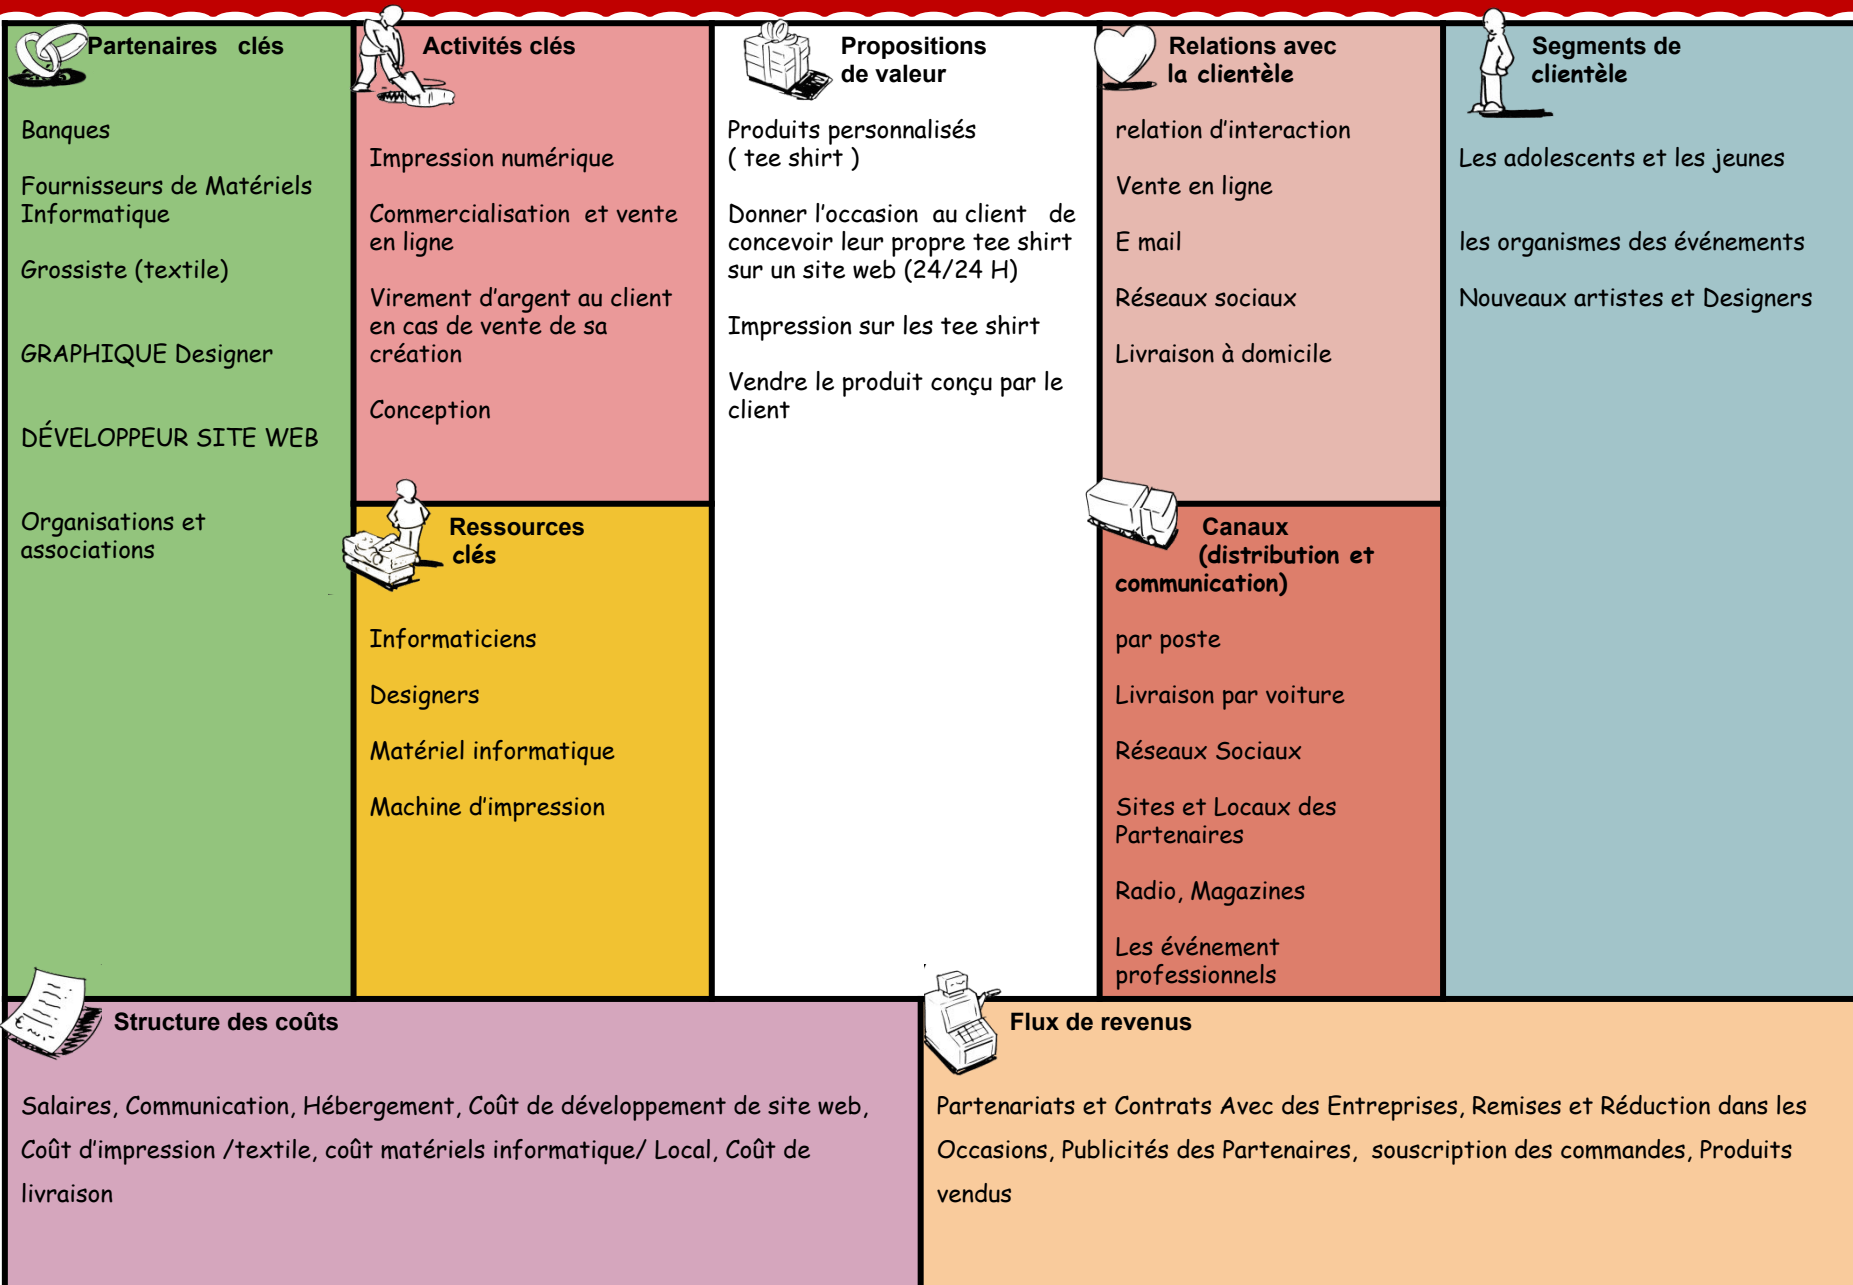 Partenaires clés
Banques
Fournisseurs de Matériels
Informatique
Grossiste (textile)
GRAPHIQUE Designer
DÉVELOPPEUR SITE WEB
Organisations et
associations
Activités clés
Impression numérique
Commercialisation et vente
en ligne
Virement d'argent au client
en cas de vente de sa
création
Conception
Ressources
clés
Informaticiens
Designers
Matériel informatique
Machine d'impression
Propositions
de valeur
Produits personnalisés
( tee shirt )
Donner l'occasion au client de
concevoir leur propre tee shirt
sur un site web (24/24 H)
Impression sur les tee shirt
Vendre le produit conçu par le
client
Relations avec
la clientèle
relation d'interaction
Vente en ligne
E mail
Réseaux sociaux
Livraison à domicile
Canaux
(distribution et
communication)
par poste
Livraison par voiture
Réseaux Sociaux
Sites et Locaux des
Partenaires
Radio, Magazines
Les événement
professionnels
Segments de
clientèle
Les adolescents et les jeunes
les organismes des événements
Nouveaux artistes et Designers
Structure des coûts
Salaires, Communication, Hébergement, Coût de développement de site web,
Coût d'impression /textile, coût matériels informatique/ Local, Coût de
livraison
Flux de revenus
Partenariats et Contrats Avec des Entreprises, Remises et Réduction dans les
Occasions, Publicités des Partenaires, souscription des commandes, Produits
vendus